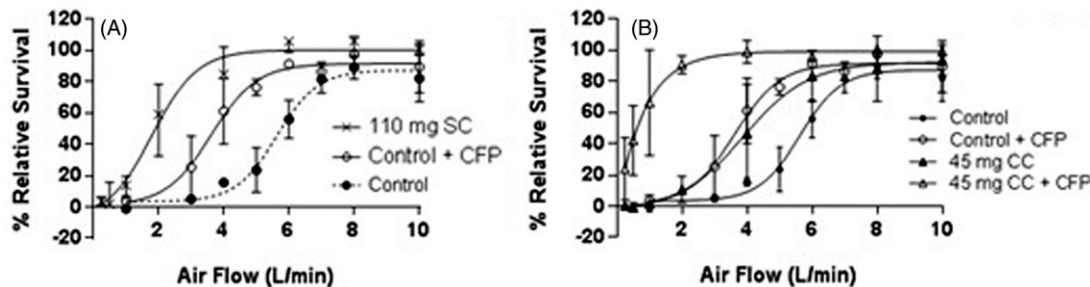 (A)
% Relative Survival
120
100
80
60
40
20
0
-20
2 4 6 8 10
Air Flow (L/min)
110 mg SC
Control + CFP
Control
(B)
% Relative Survival
120
100
80
60
40
20
0
-20
2 4 6 8 10
Air Flow (L/min)
Control
Control + CFP
45 mg CC
45 mg CC + CFP